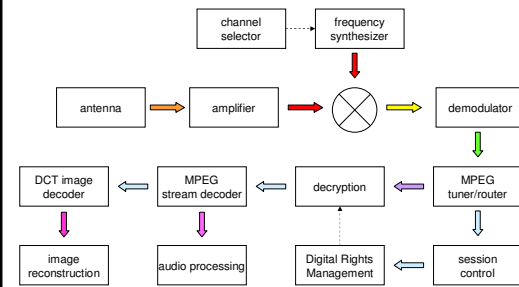 channel
selector
frequency
synthesizer
antenna
amplifier
demodulator
DCT image
decoder
MPEG
stream decoder
decryption
MPEG
tuner/router
image
reconstruction
audio processing
Digital Rights
Management
session
control